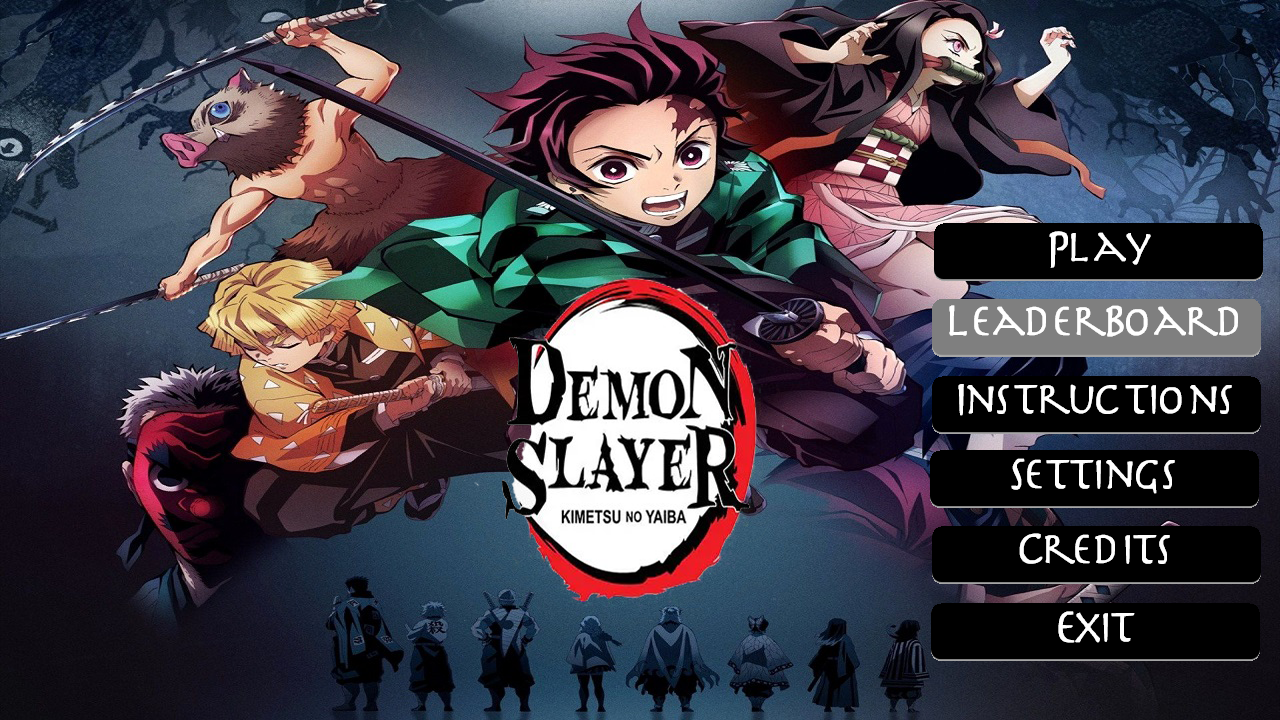 PLAY
LEADERBOARD
INSTRUCTIONS
SETTINGS
CREDITS
EXIT
DEMON
SLAYER
KIMETSU NO YAIBA